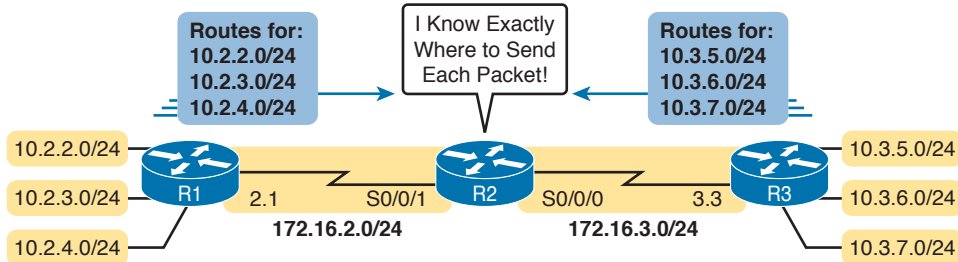 Routes for:
10.2.2.0/24
10.2.3.0/24
10.2.4.0/24
I Know Exactly
Where to Send
Each Packet!
Routes for:
10.3.5.0/24
10.3.6.0/24
10.3.7.0/24
10.2.2.0/24
10.2.3.0/24
10.2.4.0/24
R1
2.1
S0/0/1
R2
S0/0/0
3.3
R3
172.16.2.0/24
172.16.3.0/24
10.3.5.0/24
10.3.6.0/24
10.3.7.0/24